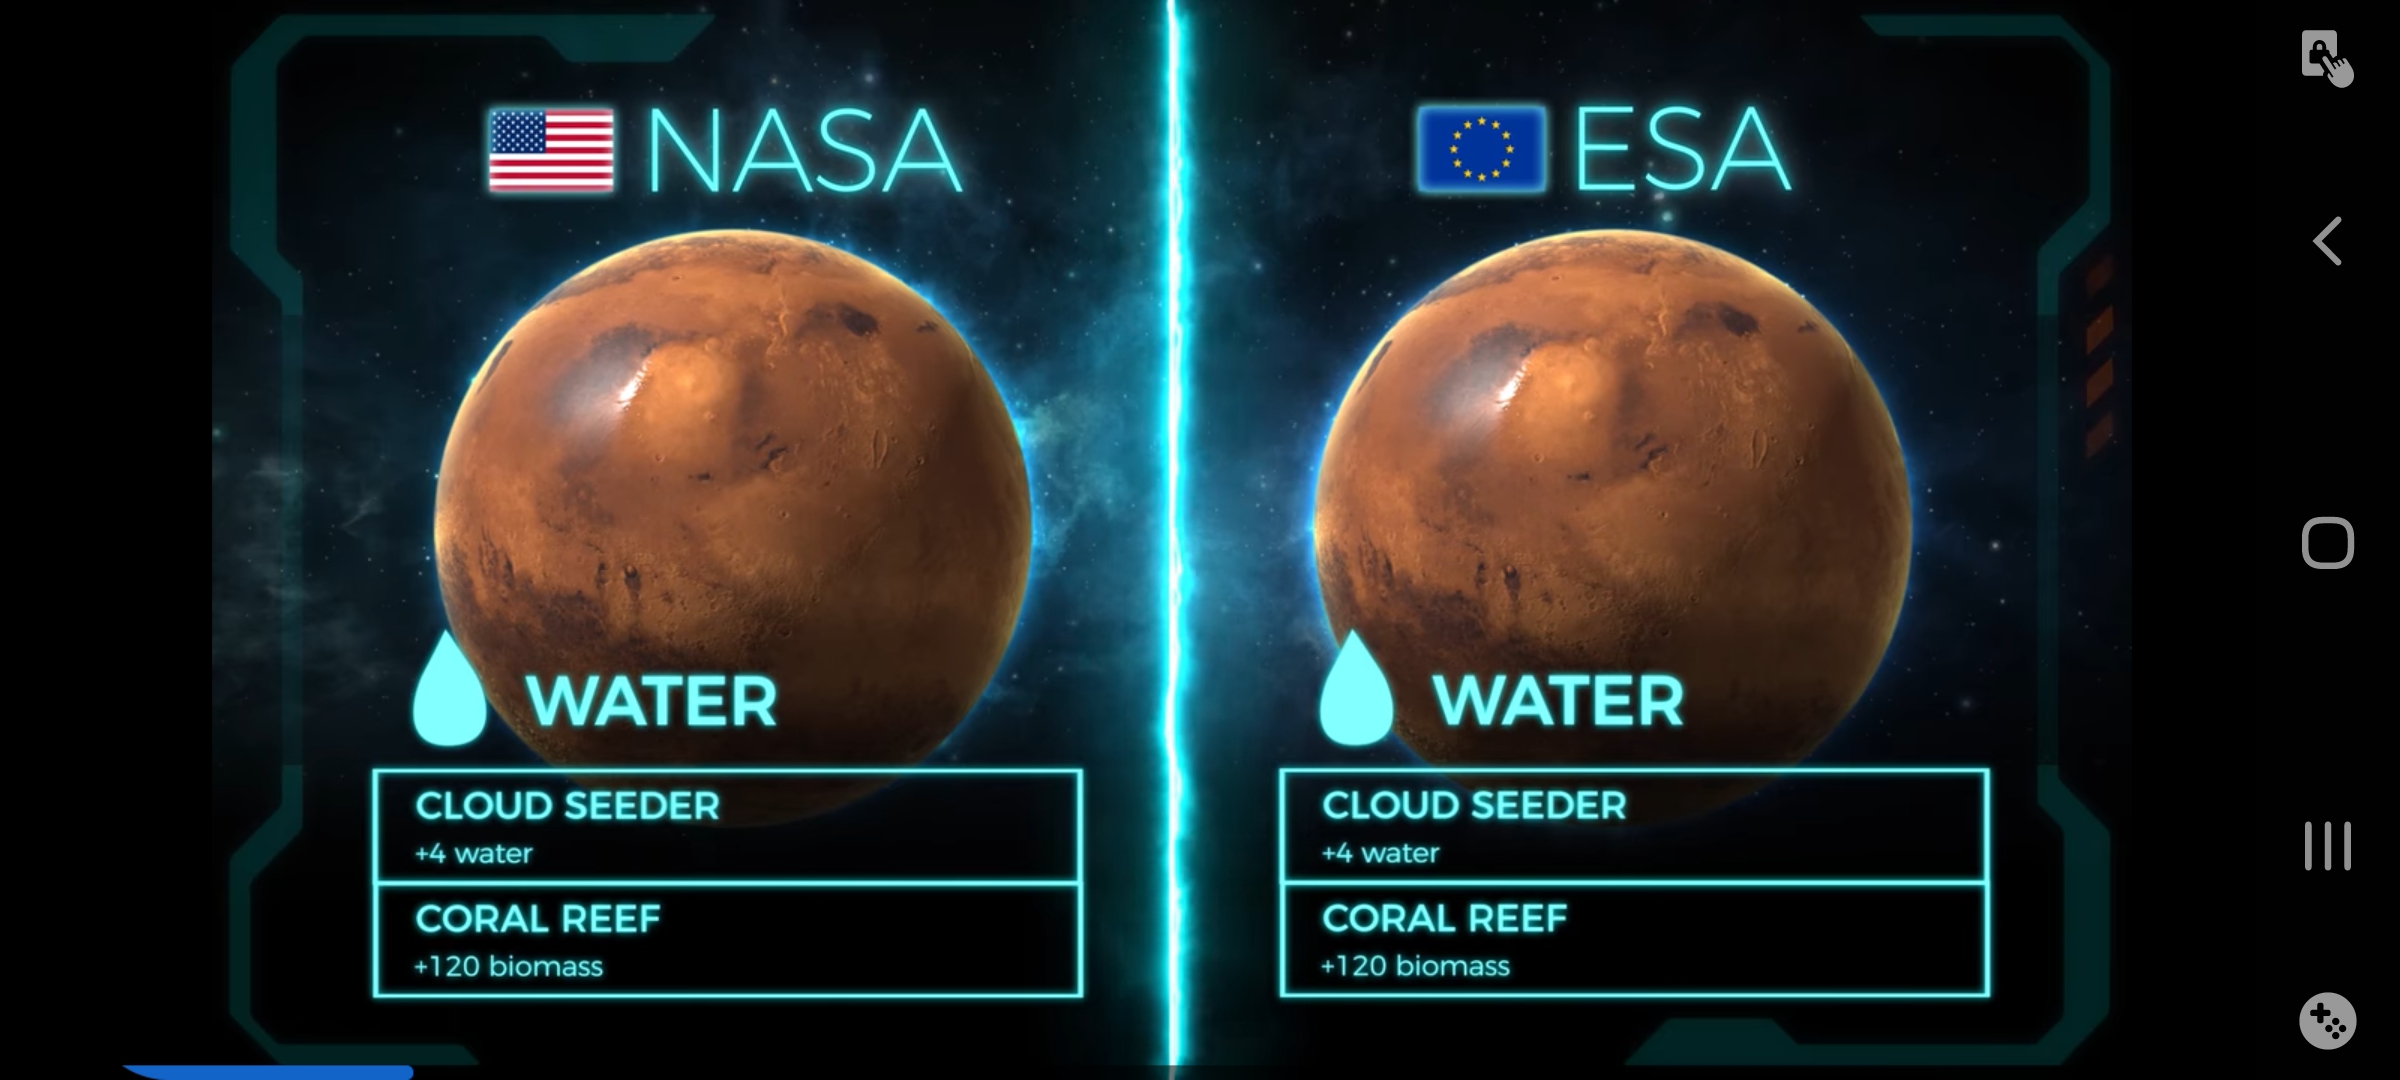 NASA
WATER
CLOUD SEEDER
+4 water
CORAL REEF
+120 biomass
ESA
WATER
CLOUD SEEDER
+4 water
CORAL REEF
+120 biomass